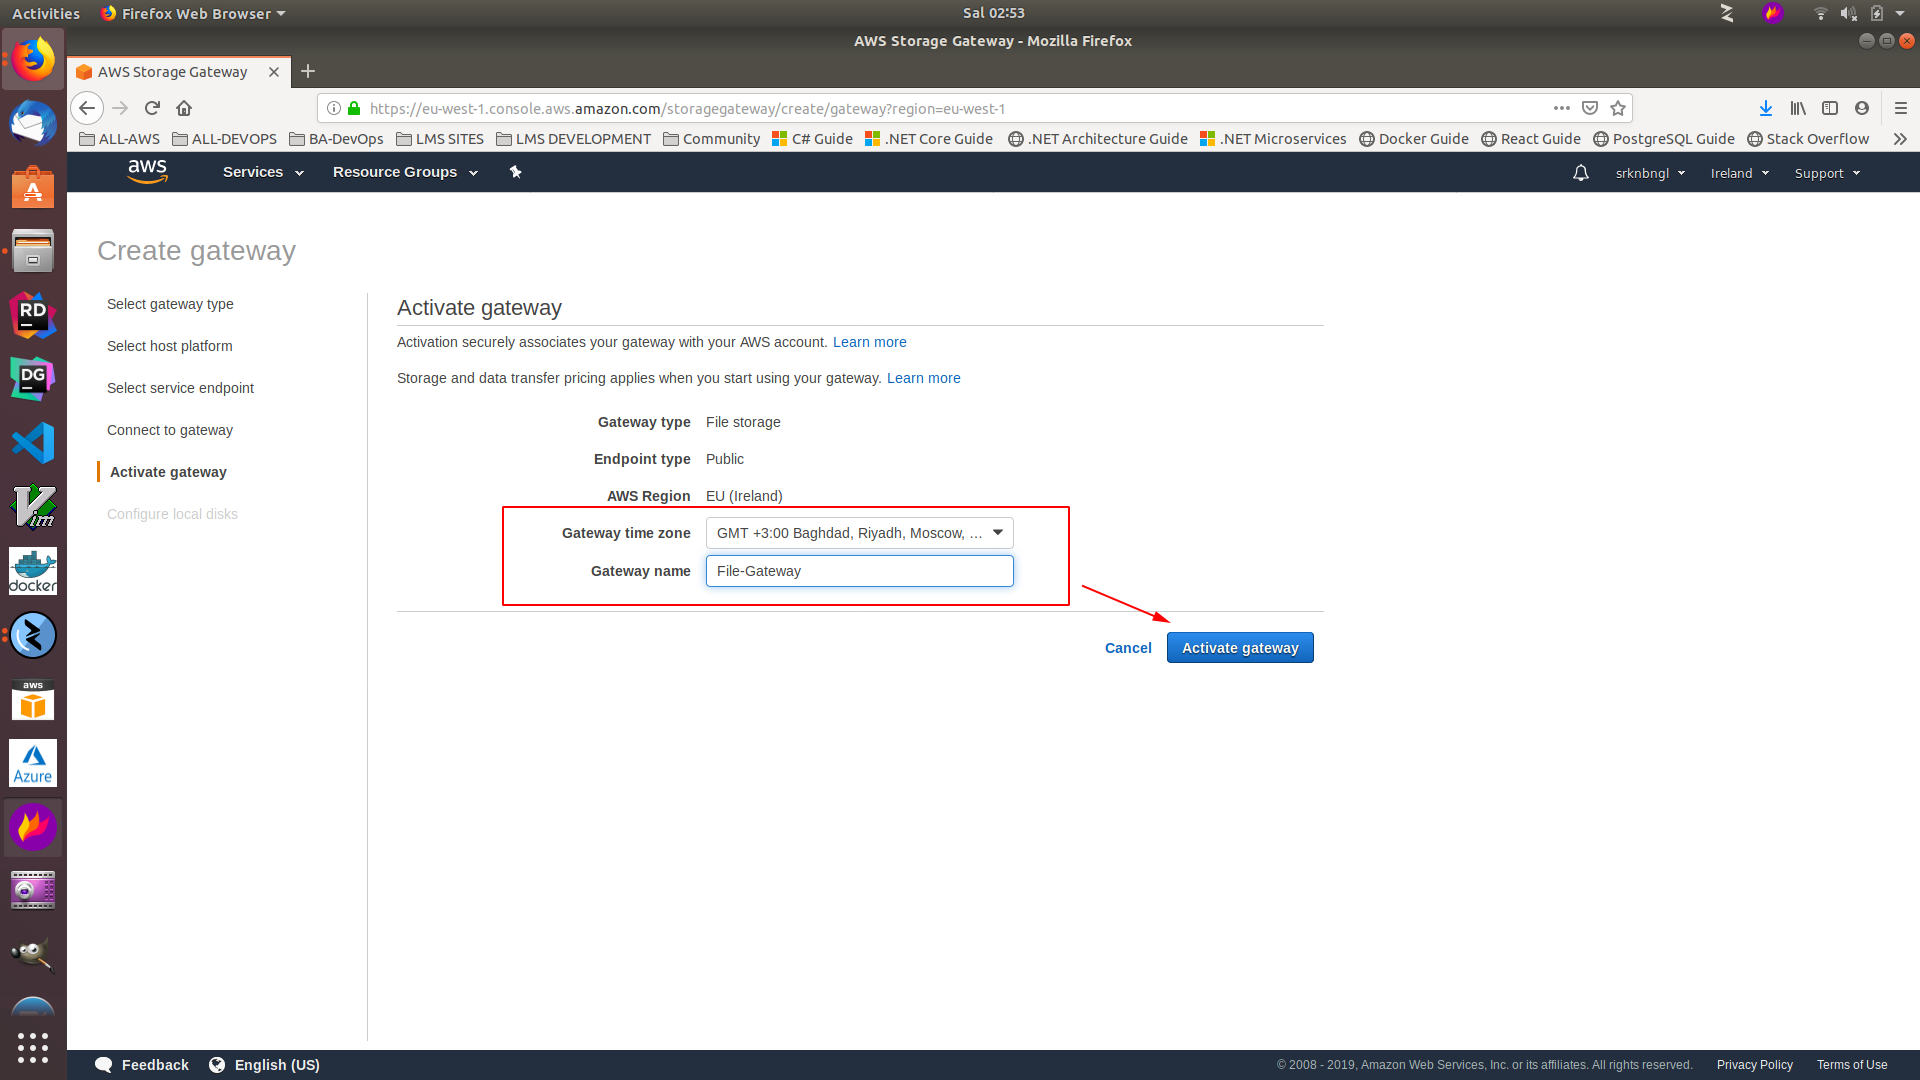 Activities
Firefox Web Browser
Sal 02:53
AWS Storage Gateway - Mozilla Firefox
AWS Storage Gateway
https://eu-west-1.console.aws.amazon.com/storagegateway/create/gateway?region=eu-west-1
ALL-AWS ALL-DEVOPS BA-DevOps LMS SITES LMS DEVELOPMENT Community C# Guide .NET Core Guide .NET Architecture Guide .NET Microservices Docker Guide React Guide PostgreSQL Guide Stack Overflow
aws Services Resource Groups srknbngl Ireland Support
Create gateway
Select gateway type
Select host platform
Select service endpoint
Connect to gateway
Activate gateway
Configure local disks
Activate gateway
Activation securely associates your gateway with your AWS account. Learn more
Storage and data transfer pricing applies when you start using your gateway. Learn more
Gateway type File storage
Endpoint type Public
AWS Region EU (Ireland)
Gateway time zone GMT +3:00 Baghdad, Riyadh, Moscow, ...
Gateway name File-Gateway
Cancel Activate gateway
RD
DG
Vim
docker
aws
Azure
Feedback English (US) © 2008 - 2019, Amazon Web Services, Inc. or its affiliates. All rights reserved. Privacy Policy Terms of Use